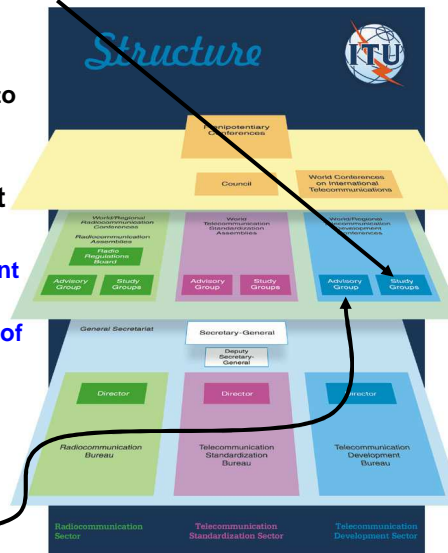 Structure
ITU
to
t
nt
of
Plenipotentiary
Conferences
Council
World Conferences
on International
Telecommunications
World/Regional
Radiocommunication
Conferences
Radiocommunication
Assemblies
Radio
Regulations
Board
Advisory
Group
Study
Groups
World
Telecommunication
Standardization
Assemblies
Advisory
Group
Study
Groups
World/Regional
Telecommunication
Development
Conferences
Advisory
Group
Study
Groups
General Secretariat
Secretary-General
Deputy
Secretary-
General
Director
Radiocommunication
Bureau
Director
Telecommunication
Standardization
Bureau
Director
Telecommunication
Development
Bureau
Radiocommunication
Sector
Telecommunication
Standardization Sector
Telecommunication
Development Sector